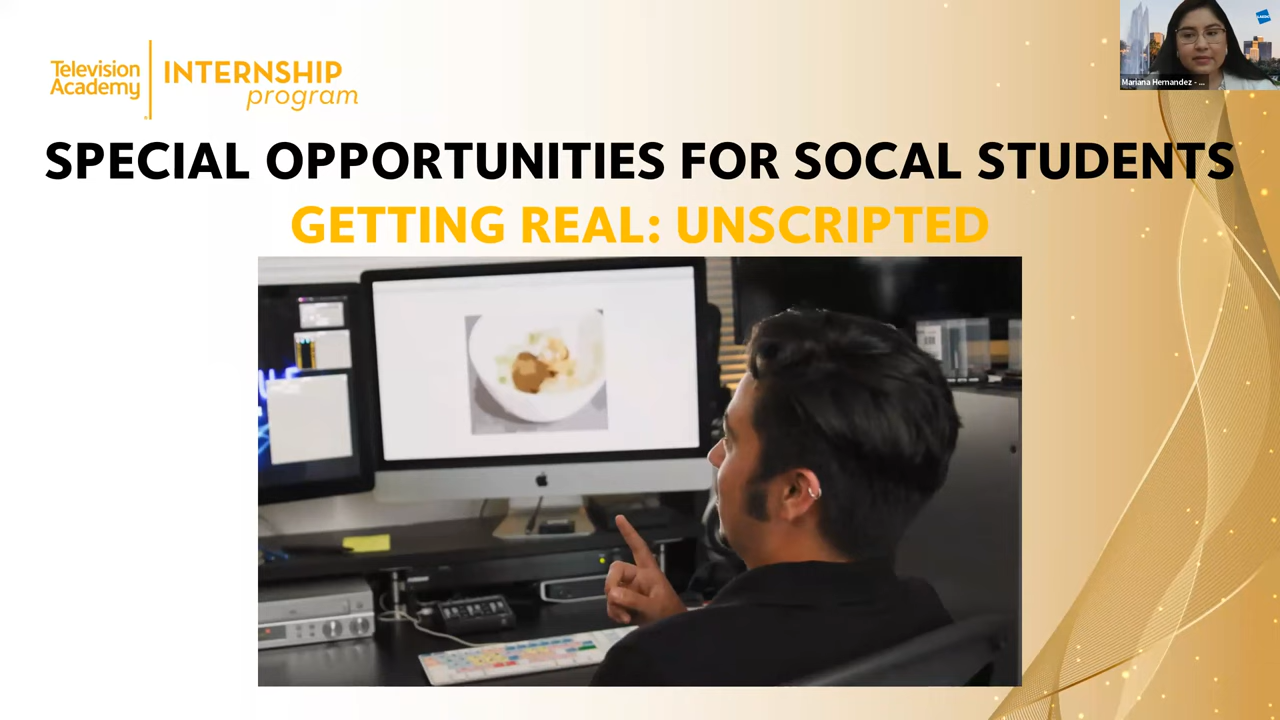 Television
Academy
INTERNSHIP
program
SPECIAL OPPORTUNITIES FOR SOCAL STUDENTS
GETTING REAL: UNSCRIPTED
Mariana Hernandez - ...